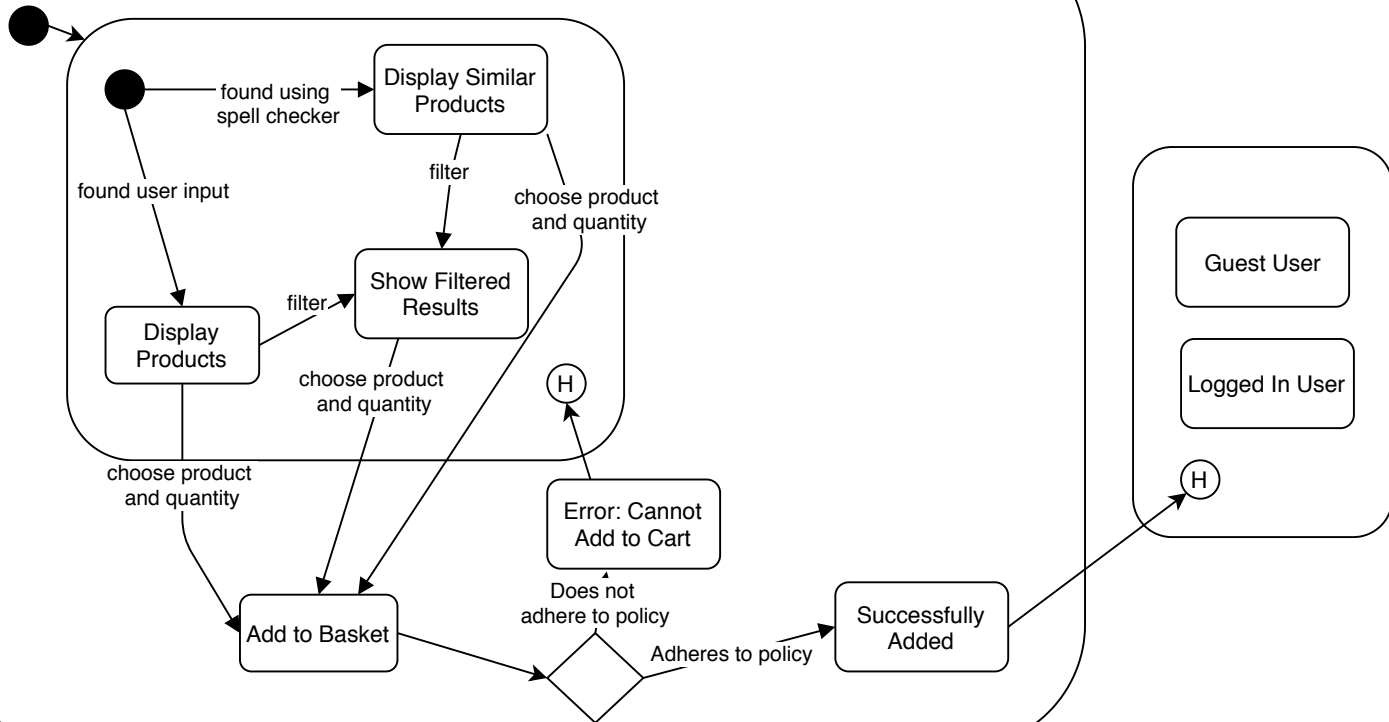 Display Similar
Products
found using
spell checker
filter
found user input
choose product
and quantity
Guest User
Show Filtered
Results
filter
Display
Products
Logged In User
choose product
and quantity
H
choose product
and quantity
H
Error: Cannot
Add to Cart
Does not
adhere to policy
Successfully
Added
Add to Basket
Adheres to policy